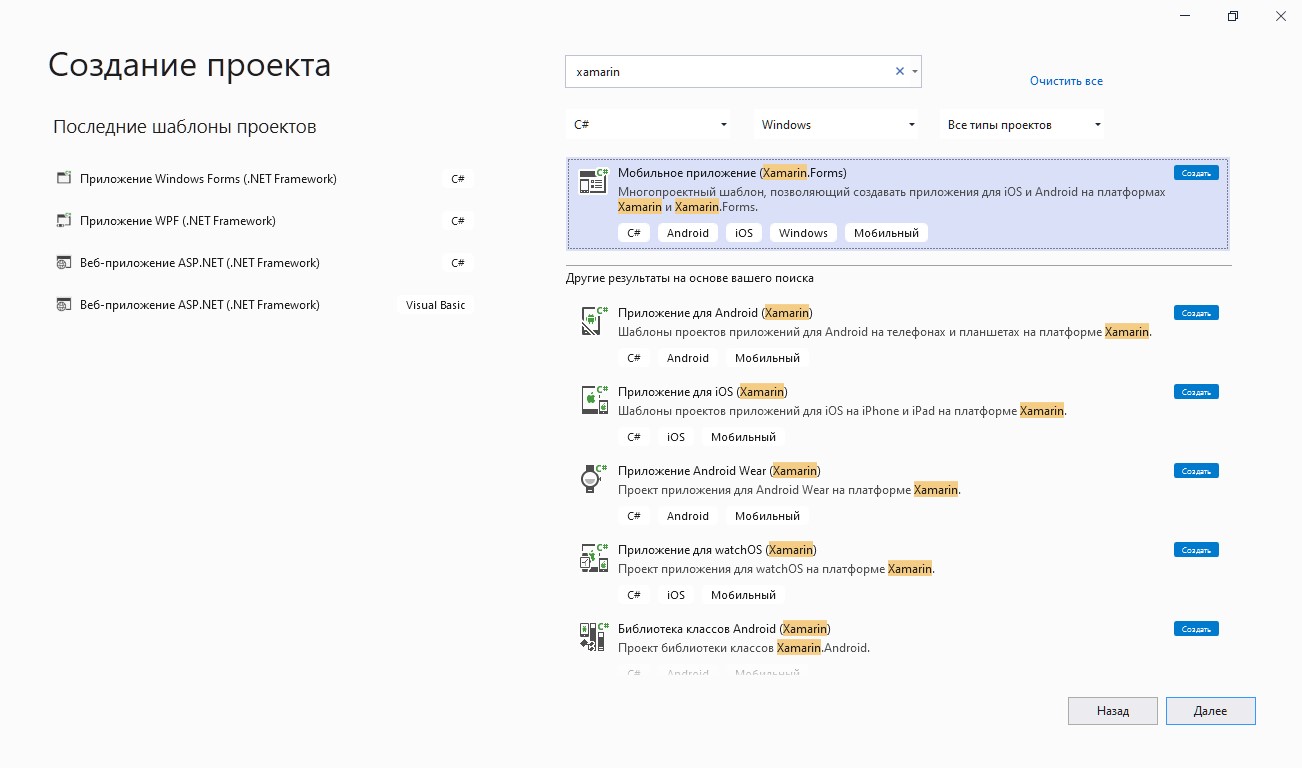 Создание проекта
Последние шаблоны проектов
Приложение Windows Forms (.NET Framework) C#
Приложение WPF (.NET Framework) C#
Веб-приложение ASP.NET (.NET Framework) C#
Веб-приложение ASP.NET (.NET Framework) Visual Basic
xamarin
Очистить все
C# Windows Все типы проектов
Мобильное приложение (Xamarin.Forms) Создать
Многопроектный шаблон, позволяющий создавать приложения для iOS и Android на платформах
Xamarin и Xamarin.Forms.
C# Android iOS Windows Мобильный
Другие результаты на основе вашего поиска
Приложение для Android (Xamarin) Создать
Шаблоны проектов приложений для Android на телефонах и планшетах на платформе Xamarin.
C# Android Мобильный
Приложение для iOS (Xamarin) Создать
Шаблоны проектов приложений для iOS на iPhone и iPad на платформе Xamarin.
C# iOS Мобильный
Приложение Android Wear (Xamarin) Создать
Проект приложения для Android Wear на платформе Xamarin.
C# Android Мобильный
Приложение для watchOS (Xamarin) Создать
Проект приложения для watchOS на платформе Xamarin.
C# iOS Мобильный
Библиотека классов Android (Xamarin) Создать
Проект библиотеки классов Xamarin.Android.
C# Android Мобильный
Назад Далее